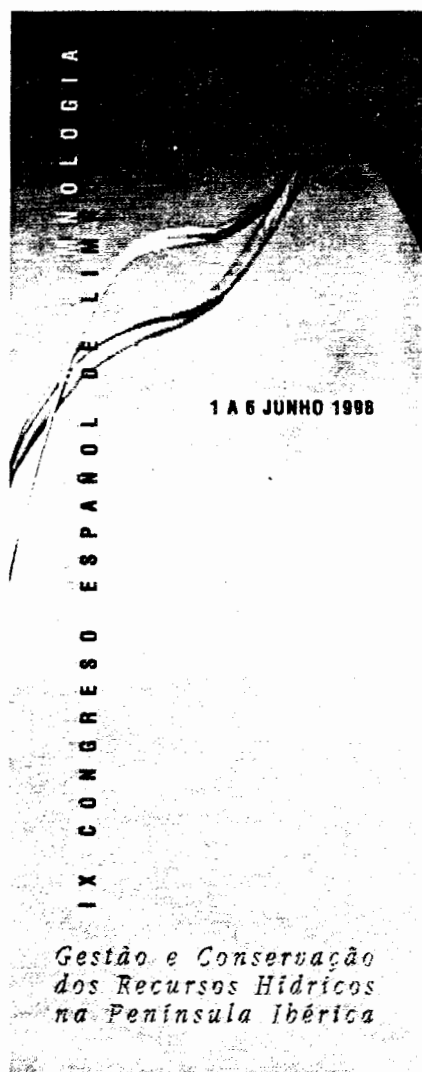 IX CONGRESO ESPAÑOL DE LIMNOLOGIA
1 A 6 JUNHO 1998
Gestão e Conservação
dos Recursos Hídricos
na Península Ibérica